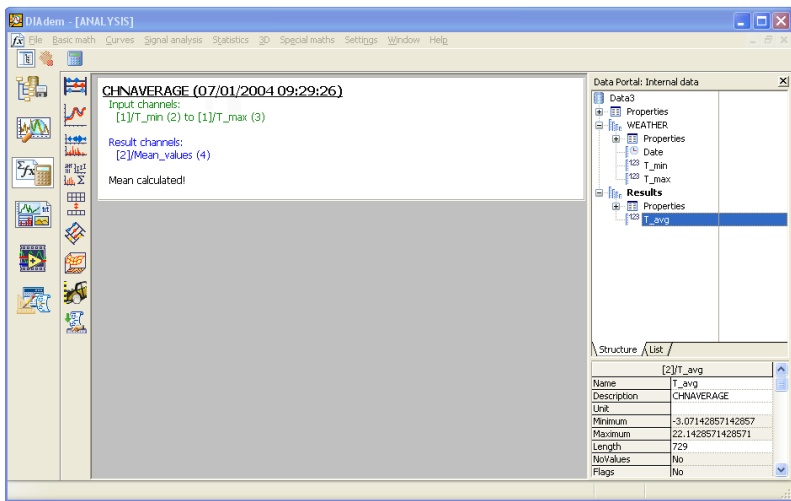 DIAdem - [ANALYSIS]
File Basic math Curves Signal analysis Statistics 3D Special maths Settings Window Help
CHNAVERAGE (07/01/2004 09:29:26)
Input channels:
[1]/T_min (2) to [1]/T_max (3)
Result channels:
[2]/Mean_values (4)
Mean calculated!
Data Portal: Internal data
Data3
Properties
WEATHER
Properties
Date
123 T_min
123 T_max
Results
Properties
123 T_avg
Structure List
[2]/T_avg
Name T_avg
Description CHNAVERAGE
Unit
Minimum -3.07142857142857
Maximum 22.1428571428571
Length 729
NoValues No
Flags No